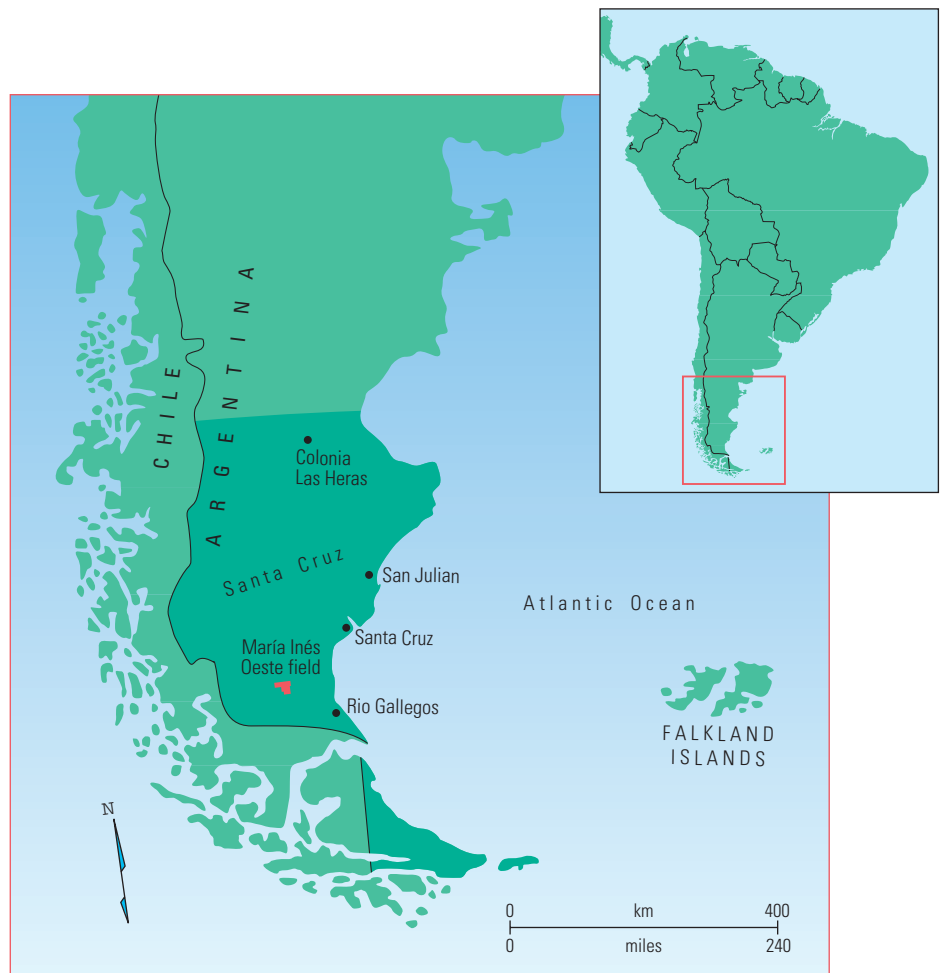 CHILE
ARGENTINA
Colonia
Las Heras
Santa Cruz
San Julian
Atlantic Ocean
Santa Cruz
María Inés
Oeste field
Rio Gallegos
FALKLAND
ISLANDS
N
0 km 400
0 miles 240